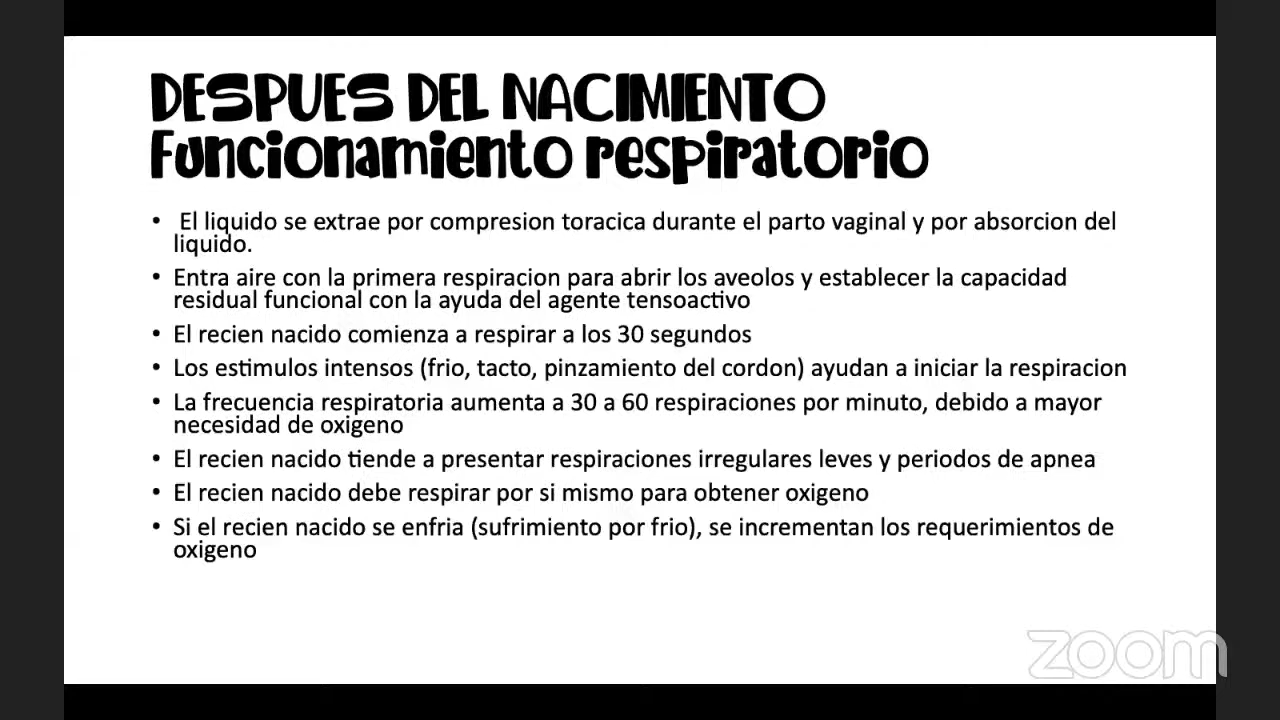 DESPUES DEL NACIMIENTO
Funcionamiento respiratorio
• El liquido se extrae por compresion toracica durante el parto vaginal y por absorcion del
liquido.
• Entra aire con la primera respiracion para abrir los aveolos y establecer la capacidad
residual funcional con la ayuda del agente tensoactivo
• El recien nacido comienza a respirar a los 30 segundos
• Los estimulos intensos (frio, tacto, pinzamiento del cordon) ayudan a iniciar la respiracion
• La frecuencia respiratoria aumenta a 30 a 60 respiraciones por minuto, debido a mayor
necesidad de oxigeno
• El recien nacido tiende a presentar respiraciones irregulares leves y periodos de apnea
• El recien nacido debe respirar por si mismo para obtener oxigeno
• Si el recien nacido se enfria (sufrimiento por frio), se incrementan los requerimientos de
oxigeno
zoom